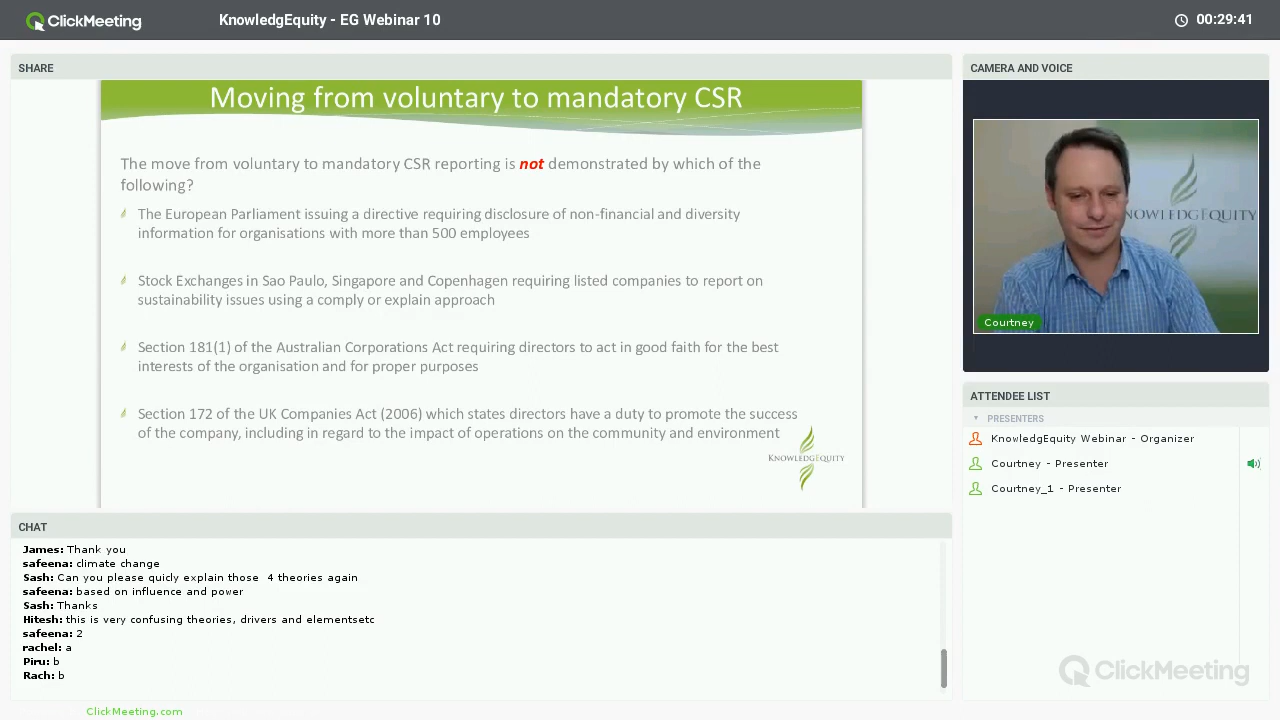 ClickMeeting
KnowledgEquity - EG Webinar 10
00:29:41
SHARE
Moving from voluntary to mandatory CSR
The move from voluntary to mandatory CSR reporting is not demonstrated by which of the
following?
The European Parliament issuing a directive requiring disclosure of non-financial and diversity
information for organisations with more than 500 employees
Stock Exchanges in Sao Paulo, Singapore and Copenhagen requiring listed companies to report on
sustainability issues using a comply or explain approach
Section 181(1) of the Australian Corporations Act requiring directors to act in good faith for the best
interests of the organisation and for proper purposes
Section 172 of the UK Companies Act (2006) which states directors have a duty to promote the success
of the company, including in regard to the impact of operations on the community and environment
KNOWLEDGEQUITY
CAMERA AND VOICE
KNOWLEDGEQUITY
Courtney
ATTENDEE LIST
PRESENTERS
KnowledgEquity Webinar - Organizer
Courtney - Presenter
Courtney_1 - Presenter
CHAT
James: Thank you
safeena: climate change
Sash: Can you please quicly explain those 4 theories again
safeena: based on influence and power
Sash: Thanks
Hitesh: this is very confusing theories, drivers and elementsetc
safeena: 2
rachel: a
Piru: b
Rach: b
ClickMeeting
ClickMeeting.com